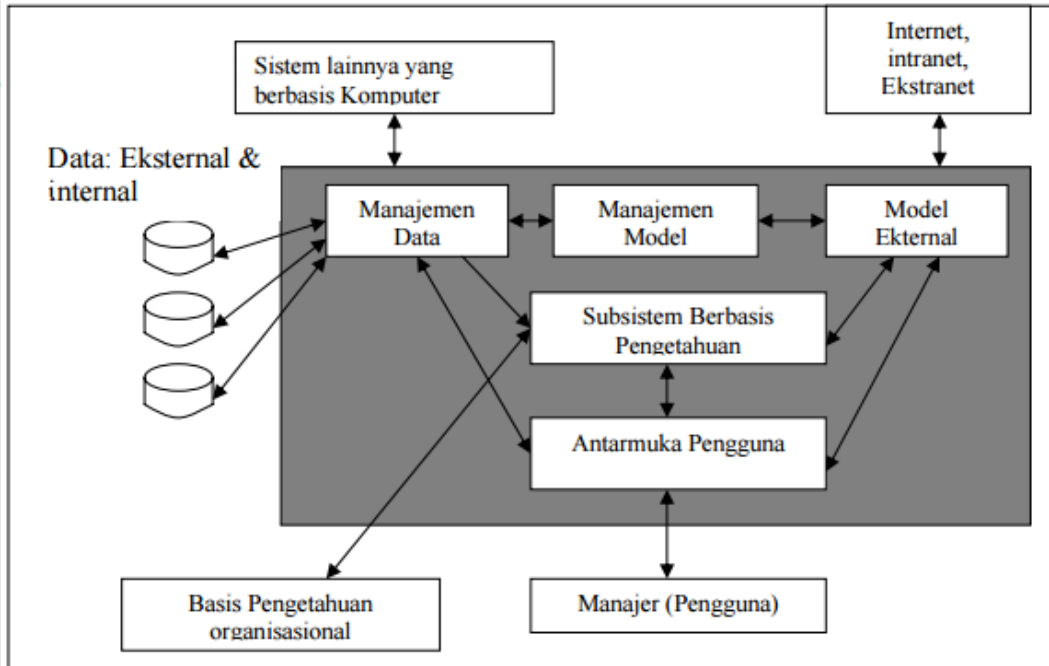 Internet,
intranet,
Ekstranet
Sistem lainnya yang
berbasis Komputer
Data: Eksternal &
internal
Manajemen
Data
Manajemen
Model
Model
Ekternal
Subsistem Berbasis
Pengetahuan
Antarmuka Pengguna
Basis Pengetahuan
organisasional
Manajer (Pengguna)